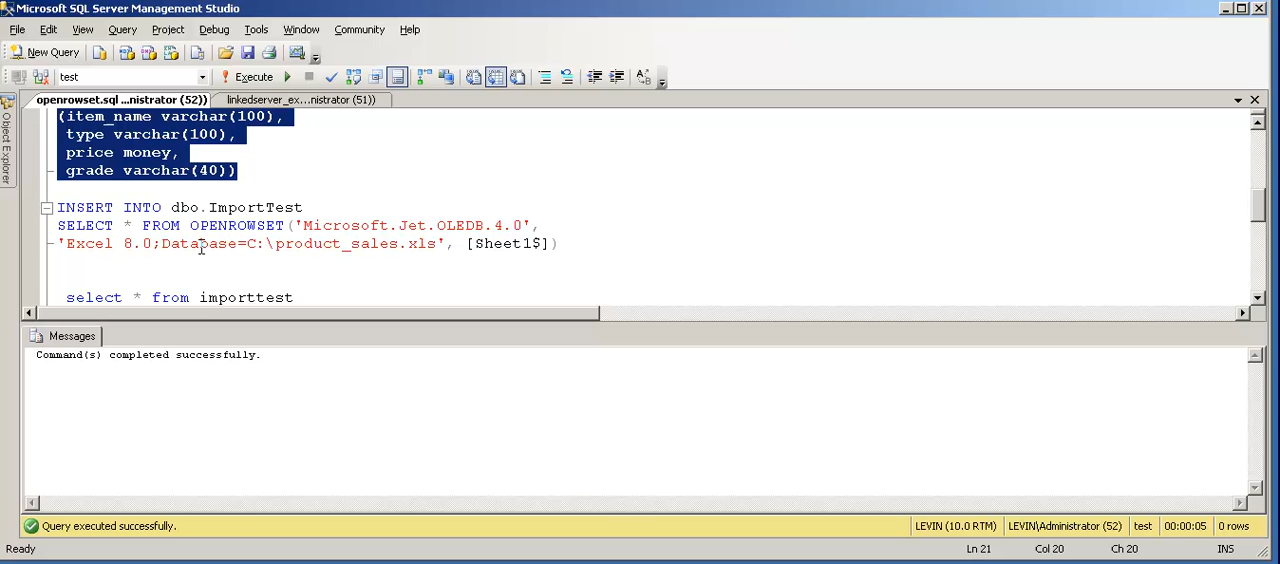 Microsoft SQL Server Management Studio
File Edit View Query Project Debug Tools Window Community Help
New Query
test Execute
openrowset.sql ...nistrator (52)) linkedserver_ex...nistrator (51))
Object Explorer
(item_name varchar(100),
type varchar(100),
price money,
grade varchar(40))
INSERT INTO dbo.ImportTest
SELECT * FROM OPENROWSET('Microsoft.Jet.OLEDB.4.0',
'Excel 8.0;Database=C:\product_sales.xls', [Sheet1$])
select * from importtest
Messages
Command(s) completed successfully.
Query executed successfully. LEVIN (10.0 RTM) LEVIN\Administrator (52) test 00:00:05 0 rows
Ready Ln 21 Col 20 Ch 20 INS